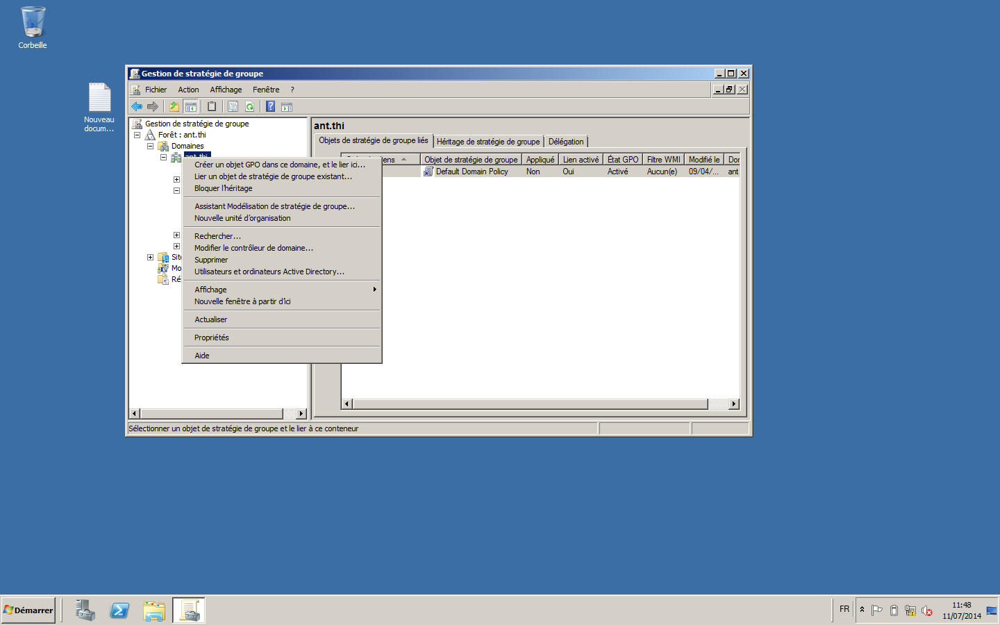 Corbeille
Nouveau
docum...
Gestion de stratégie de groupe
Fichier Action Affichage Fenêtre ?
Gestion de stratégie de groupe
Forêt : ant.thi
Domaines
ant.thi
Sit
Mo
Ré
Créer un objet GPO dans ce domaine, et le lier ici...
Lier un objet de stratégie de groupe existant...
Bloquer l'héritage
Assistant Modélisation de stratégie de groupe...
Nouvelle unité d'organisation
Rechercher...
Modifier le contrôleur de domaine...
Supprimer
Utilisateurs et ordinateurs Active Directory...
Affichage
Nouvelle fenêtre à partir d'ici
Actualiser
Propriétés
Aide
ant.thi
Objets de stratégie de groupe liés Héritage de stratégie de groupe Délégation
iens Objet de stratégie de groupe Appliqué Lien activé État GPO Filtre WMI Modifié le Dor
Default Domain Policy Non Oui Activé Aucun(e) 09/04/... ant
Sélectionner un objet de stratégie de groupe et le lier à ce conteneur
Démarrer
FR
11:48
11/07/2014